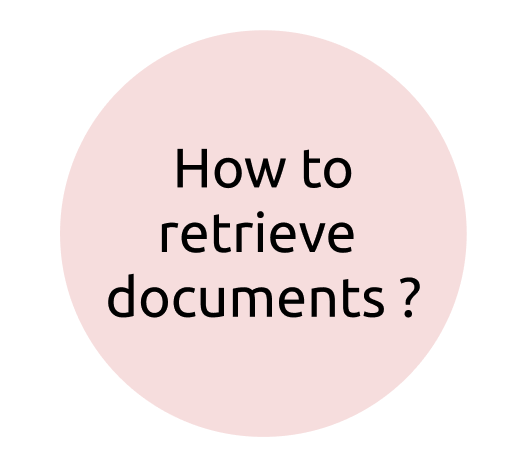 How to
retrieve
documents ?